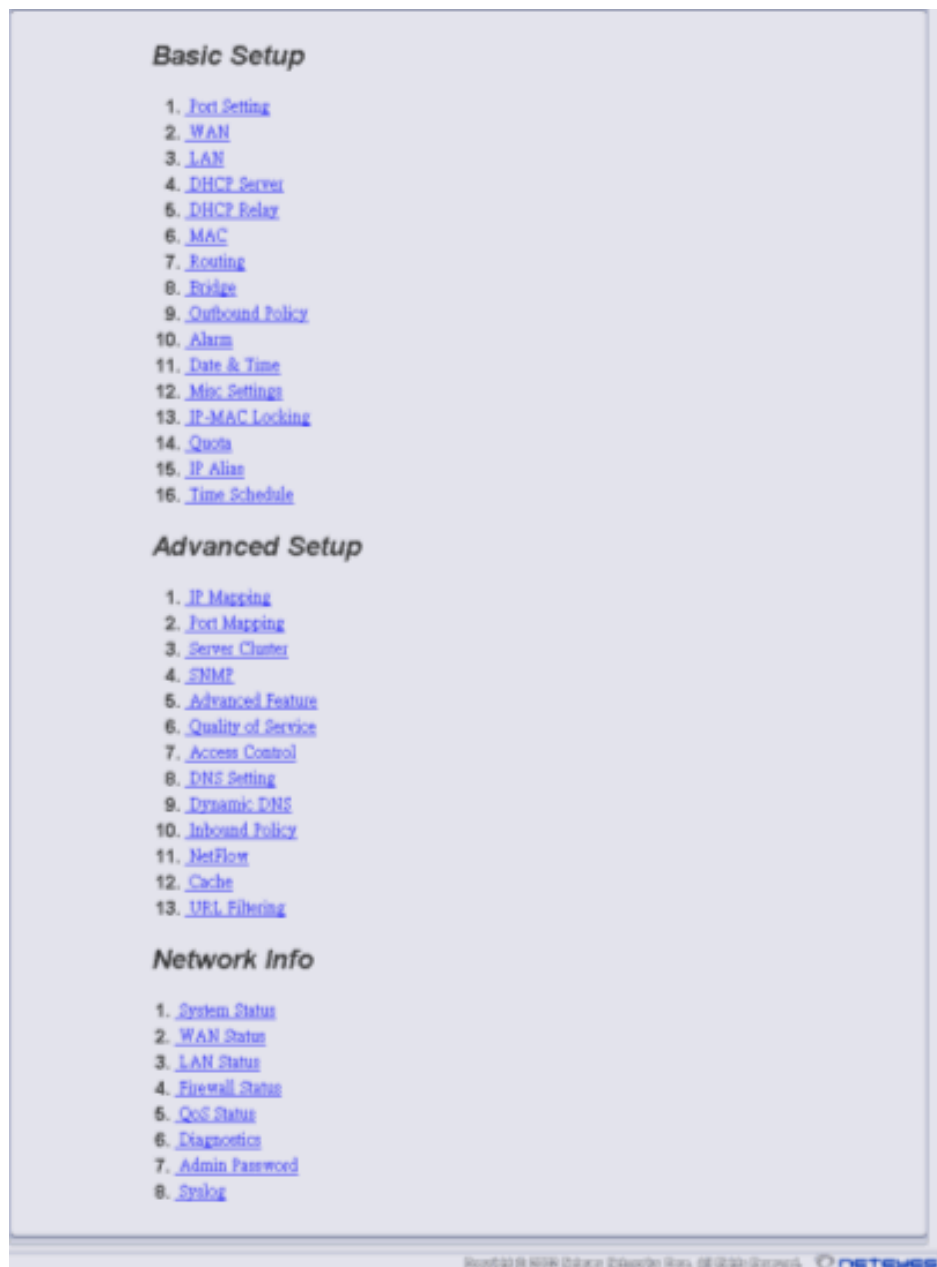 Basic Setup
1. Port Setting
2. WAN
3. LAN
4. DHCP Server
5. DHCP Relay
6. MAC
7. Routing
8. Bridge
9. Outbound Policy
10. Alarm
11. Date & Time
12. Misc Settings
13. IP-MAC Locking
14. Quota
15. IP Alias
16. Time Schedule
Advanced Setup
1. IP Mapping
2. Port Mapping
3. Server Cluster
4. SNMP
5. Advanced Feature
6. Quality of Service
7. Access Control
8. DNS Setting
9. Dynamic DNS
10. Inbound Policy
11. NetFlow
12. Cache
13. URL Filtering
Network Info
1. System Status
2. WAN Status
3. LAN Status
4. Firewall Status
5. QoS Status
6. Diagnostics
7. Admin Password
8. Syslog